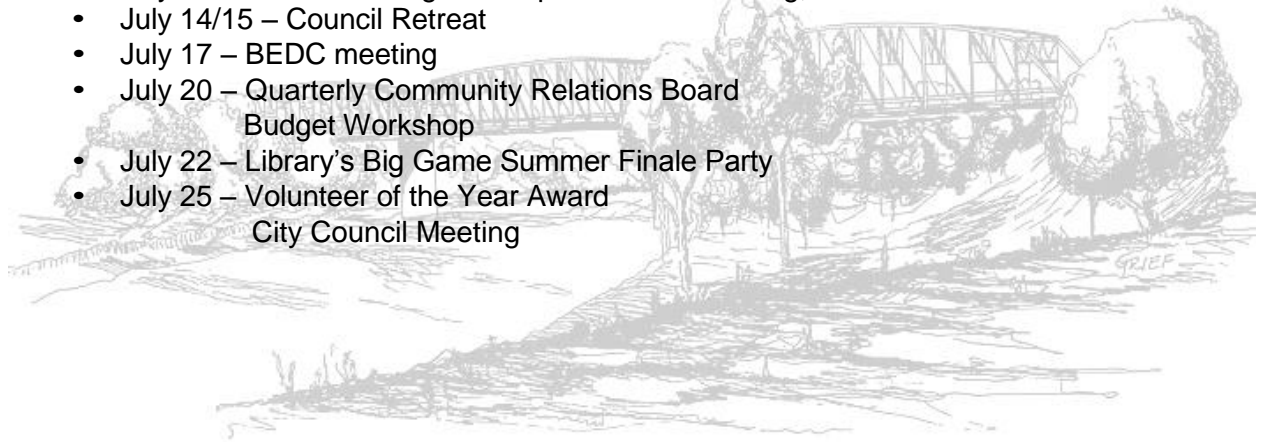 • July 14/15 – Council Retreat
• July 17 – BEDC meeting
• July 20 – Quarterly Community Relations Board
Budget Workshop
• July 22 – Library’s Big Game Summer Finale Party
• July 25 – Volunteer of the Year Award
City Council Meeting
GRIEF